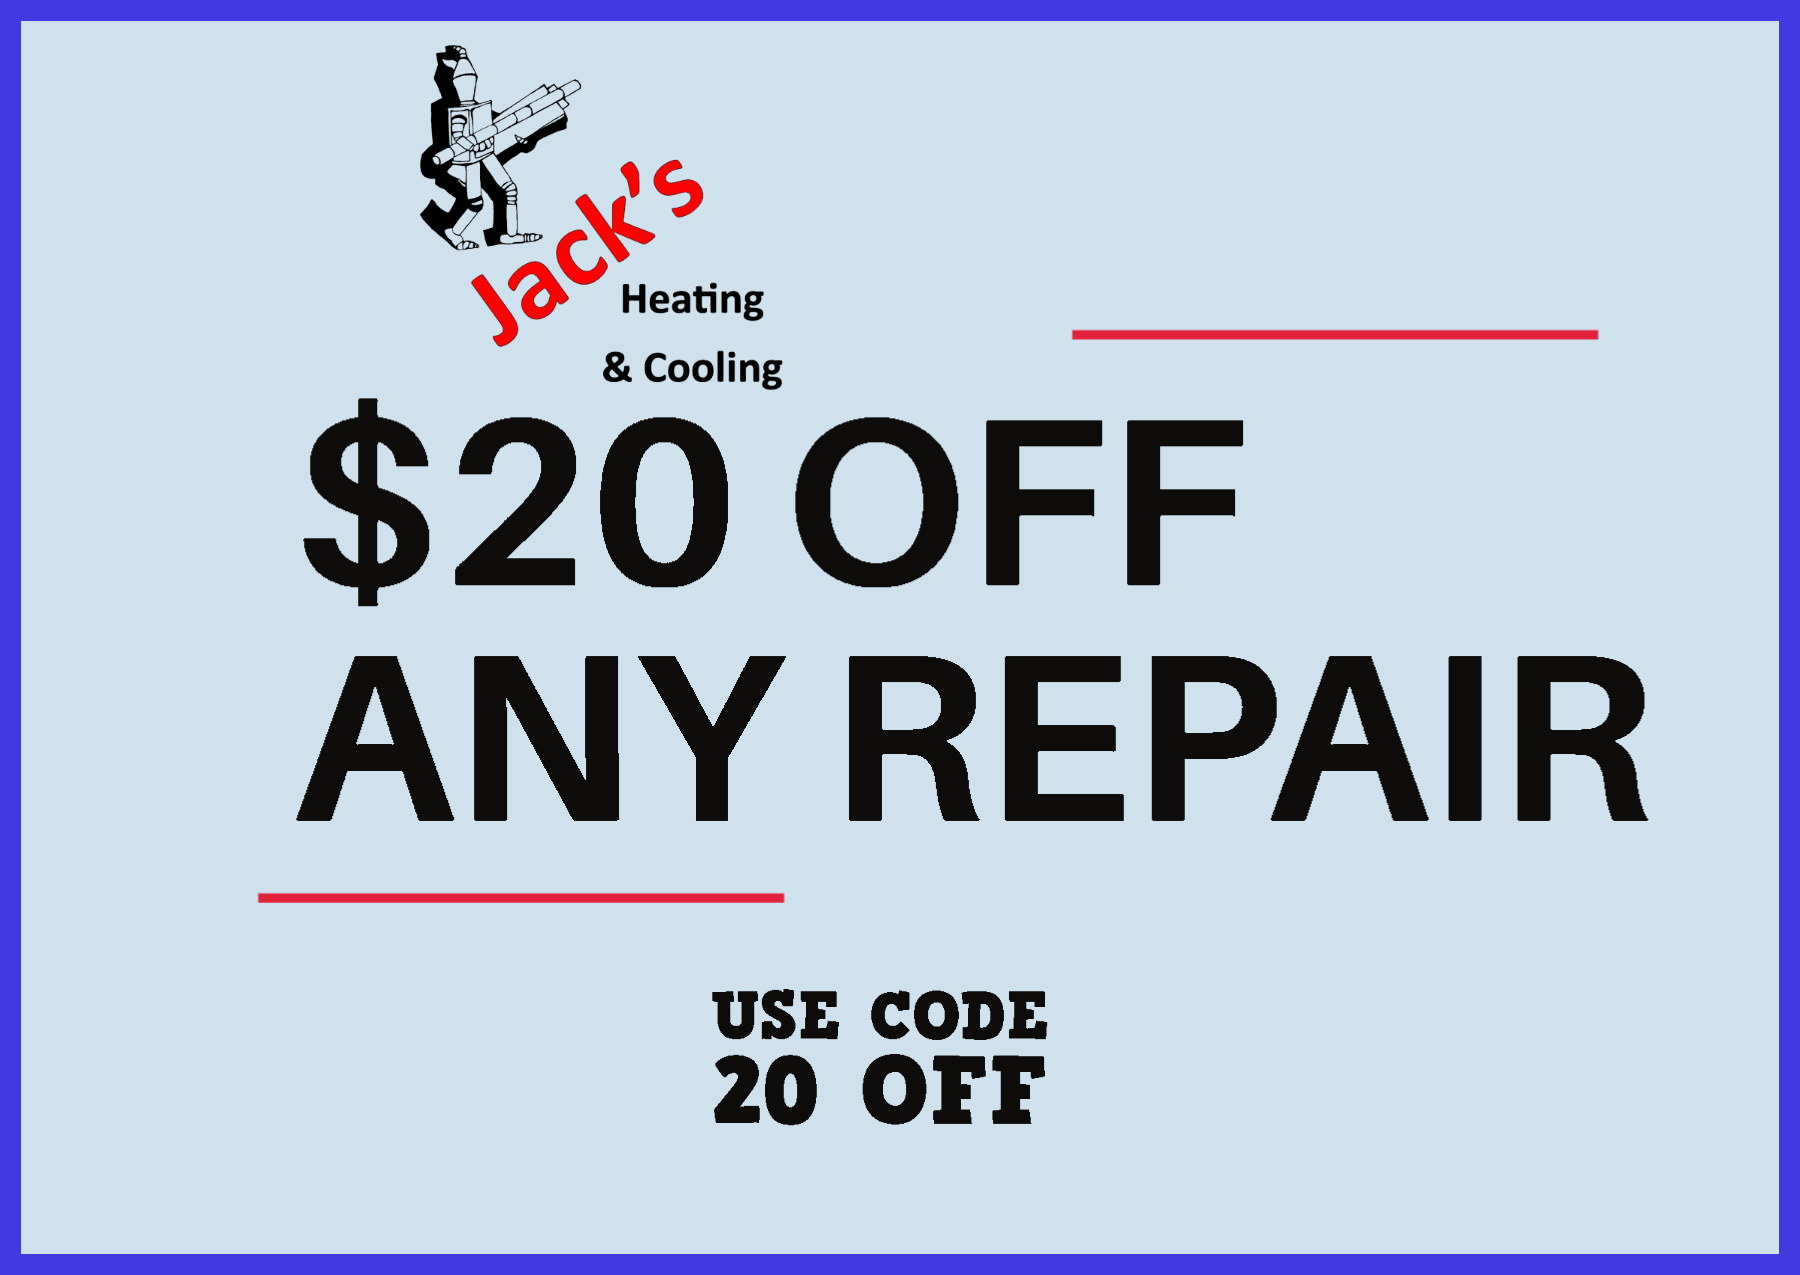 Jack's
Heating
& Cooling
$20 OFF
ANY REPAIR
USE CODE
20 OFF